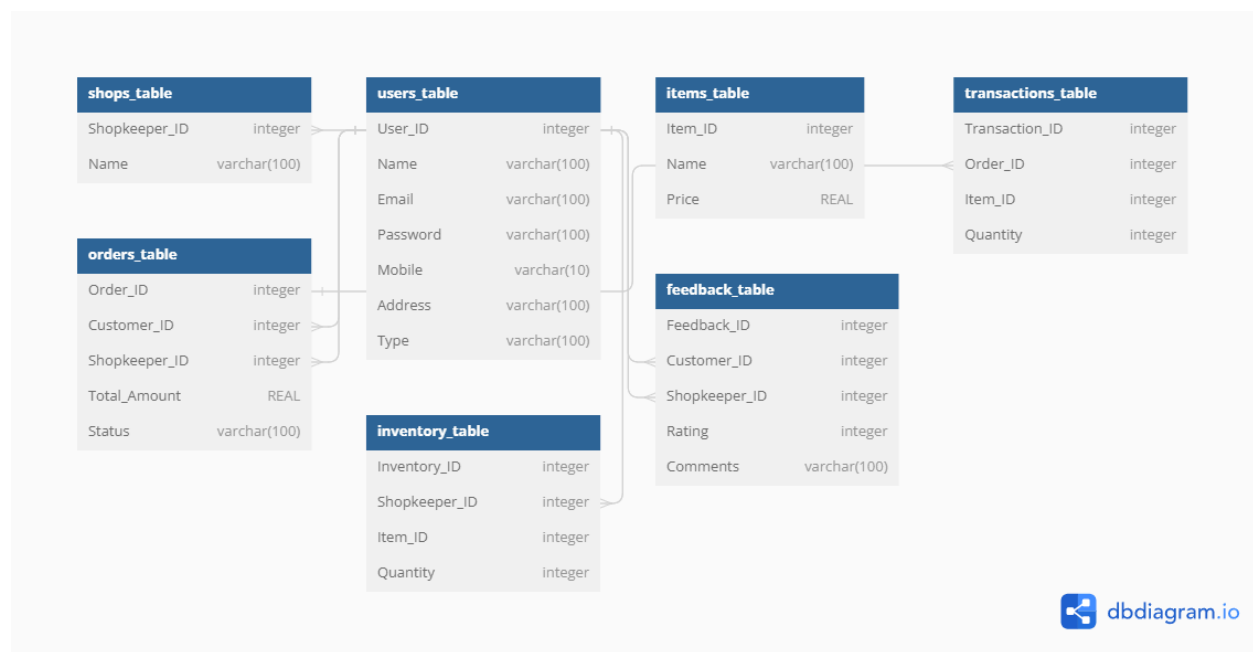 shops_table
Shopkeeper_ID integer
Name varchar(100)
users_table
User_ID integer
Name varchar(100)
Email varchar(100)
Password varchar(100)
Mobile varchar(10)
Address varchar(100)
Type varchar(100)
items_table
Item_ID integer
Name varchar(100)
Price REAL
transactions_table
Transaction_ID integer
Order_ID integer
Item_ID integer
Quantity integer
orders_table
Order_ID integer
Customer_ID integer
Shopkeeper_ID integer
Total_Amount REAL
Status varchar(100)
feedback_table
Feedback_ID integer
Customer_ID integer
Shopkeeper_ID integer
Rating integer
Comments varchar(100)
inventory_table
Inventory_ID integer
Shopkeeper_ID integer
Item_ID integer
Quantity integer
dbdiagram.io